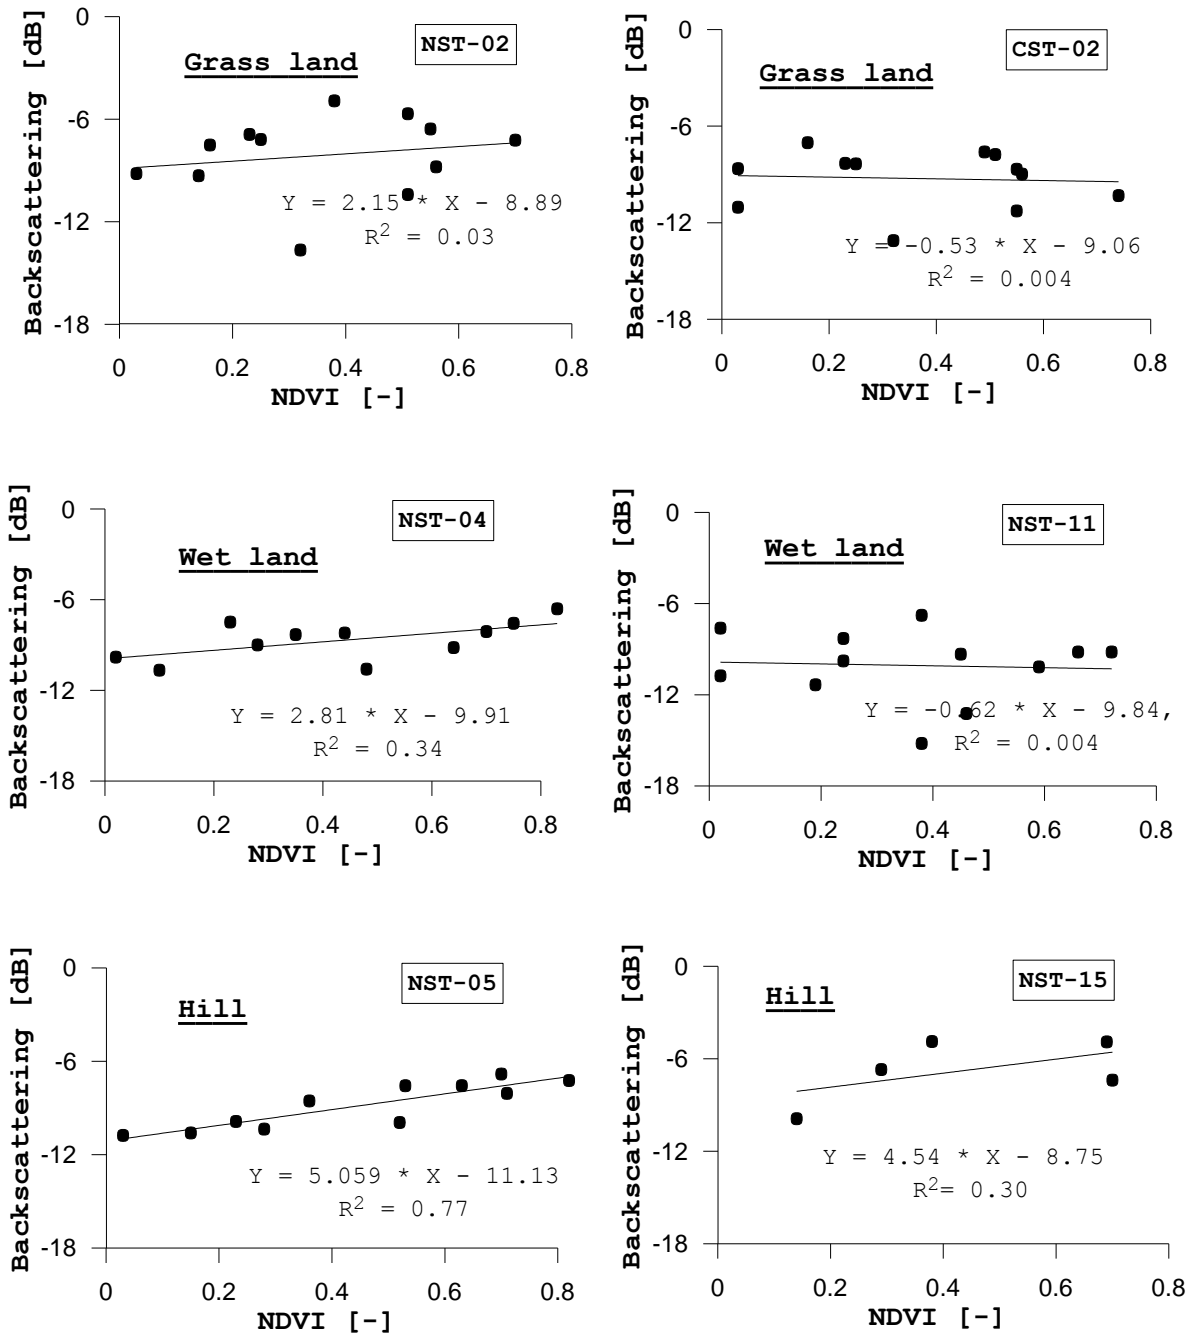 Backscattering [dB]
0
-6
-12
-18
NST-02
Grass land
Y = 2.15 * X - 8.89
R² = 0.03
0 0.2 0.4 0.6 0.8
NDVI [-]
Backscattering [dB]
0
-6
-12
-18
CST-02
Grass land
Y = -0.53 * X - 9.06
R² = 0.004
0 0.2 0.4 0.6 0.8
NDVI [-]
Backscattering [dB]
0
-6
-12
-18
NST-04
Wet land
Y = 2.81 * X - 9.91
R² = 0.34
0 0.2 0.4 0.6 0.8
NDVI [-]
Backscattering [dB]
0
-6
-12
-18
NST-11
Wet land
Y = -0.62 * X - 9.84,
R² = 0.004
0 0.2 0.4 0.6 0.8
NDVI [-]
Backscattering [dB]
0
-6
-12
-18
NST-05
Hill
Y = 5.059 * X - 11.13
R² = 0.77
0 0.2 0.4 0.6 0.8
NDVI [-]
Backscattering [dB]
0
-6
-12
-18
NST-15
Hill
Y = 4.54 * X - 8.75
R²= 0.30
0 0.2 0.4 0.6 0.8
NDVI [-]